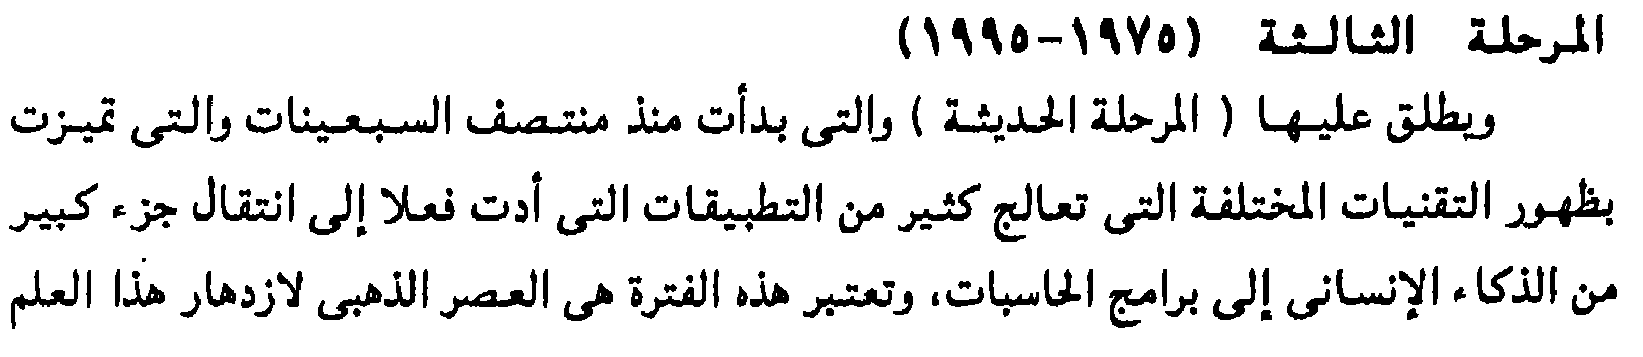 المرحلة الثالثة (١٩٧٥-١٩٩٥)
ويطلق عليها ( المرحلة الحديثة ) والتى بدأت منذ منتصف السبعينات والتى تميزت
بظهور التقنيات المختلفة التى تعالج كثير من التطبيقات التى أدت فعلا إلى انتقال جزء كبير
من الذكاء الإنسانى إلى برامج الحاسبات، وتعتبر هذه الفترة هى العصر الذهبى لازدهار هذا العلم